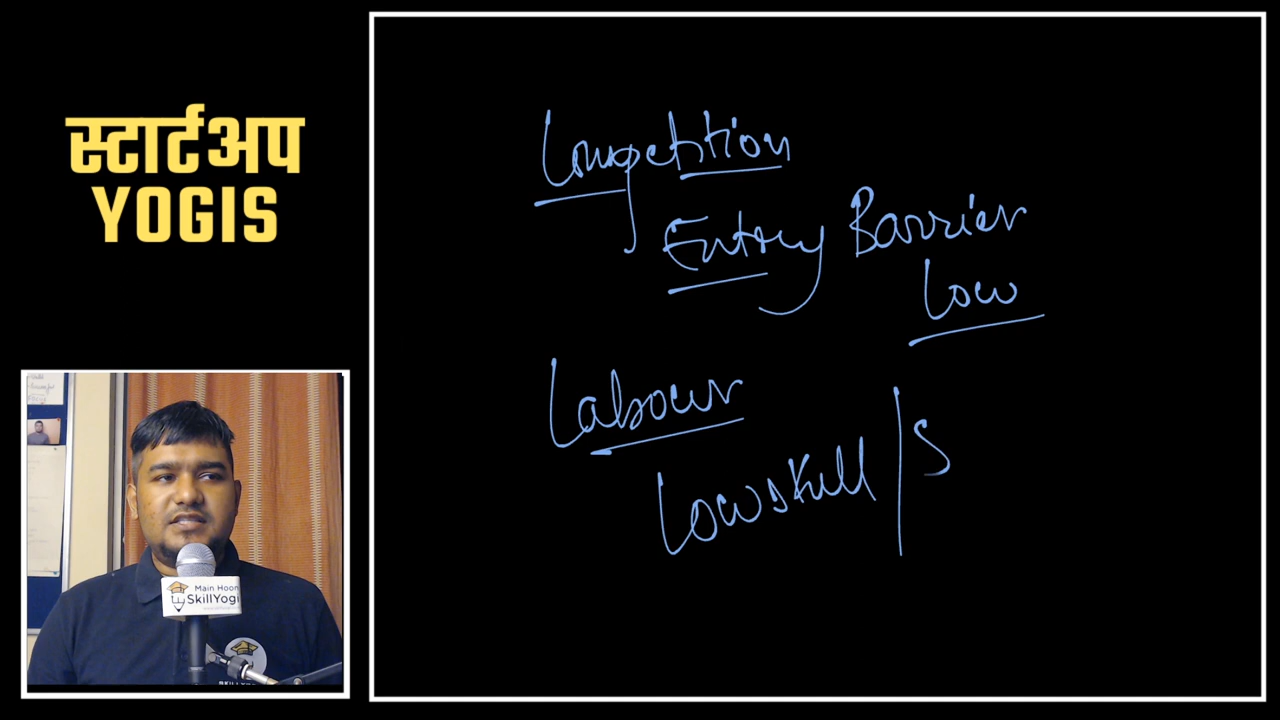 स्टार्टअप
YOGIS
Competition
Entry Barrier
Low
Labour
Lowskill / S
Main Hoon
SkillYogi